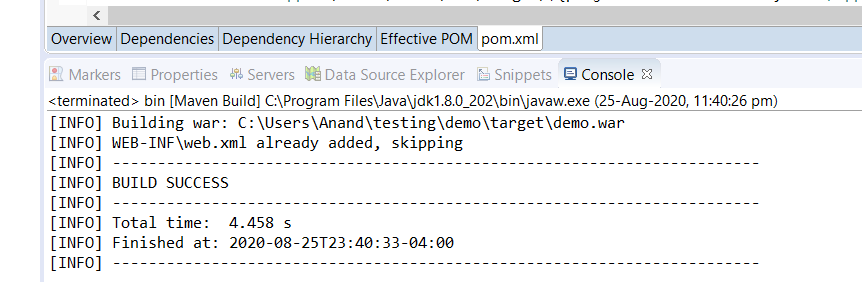 Overview Dependencies Dependency Hierarchy Effective POM pom.xml
Markers Properties Servers Data Source Explorer Snippets Console
<terminated> bin [Maven Build] C:\Program Files\Java\jdk1.8.0_202\bin\javaw.exe (25-Aug-2020, 11:40:26 pm)
[INFO] Building war: C:\Users\Anand\testing\demo\target\demo.war
[INFO] WEB-INF\web.xml already added, skipping
[INFO] ------------------------------------------------------------------------
[INFO] BUILD SUCCESS
[INFO] ------------------------------------------------------------------------
[INFO] Total time:  4.458 s
[INFO] Finished at: 2020-08-25T23:40:33-04:00
[INFO] ------------------------------------------------------------------------